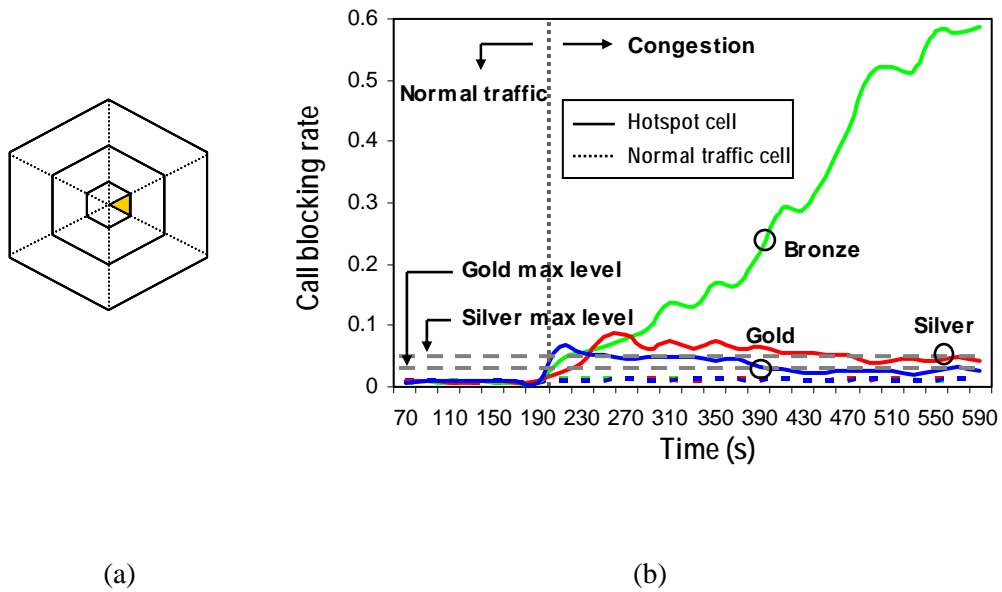 0.6
0.5
0.4
0.3
0.2
0.1
0
Call blocking rate
Congestion
Normal traffic
Hotspot cell
Normal traffic cell
Bronze
Gold max level
Silver max level
Gold
Silver
70 110 150 190 230 270 310 350 390 430 470 510 550 590
Time (s)
(a)
(b)